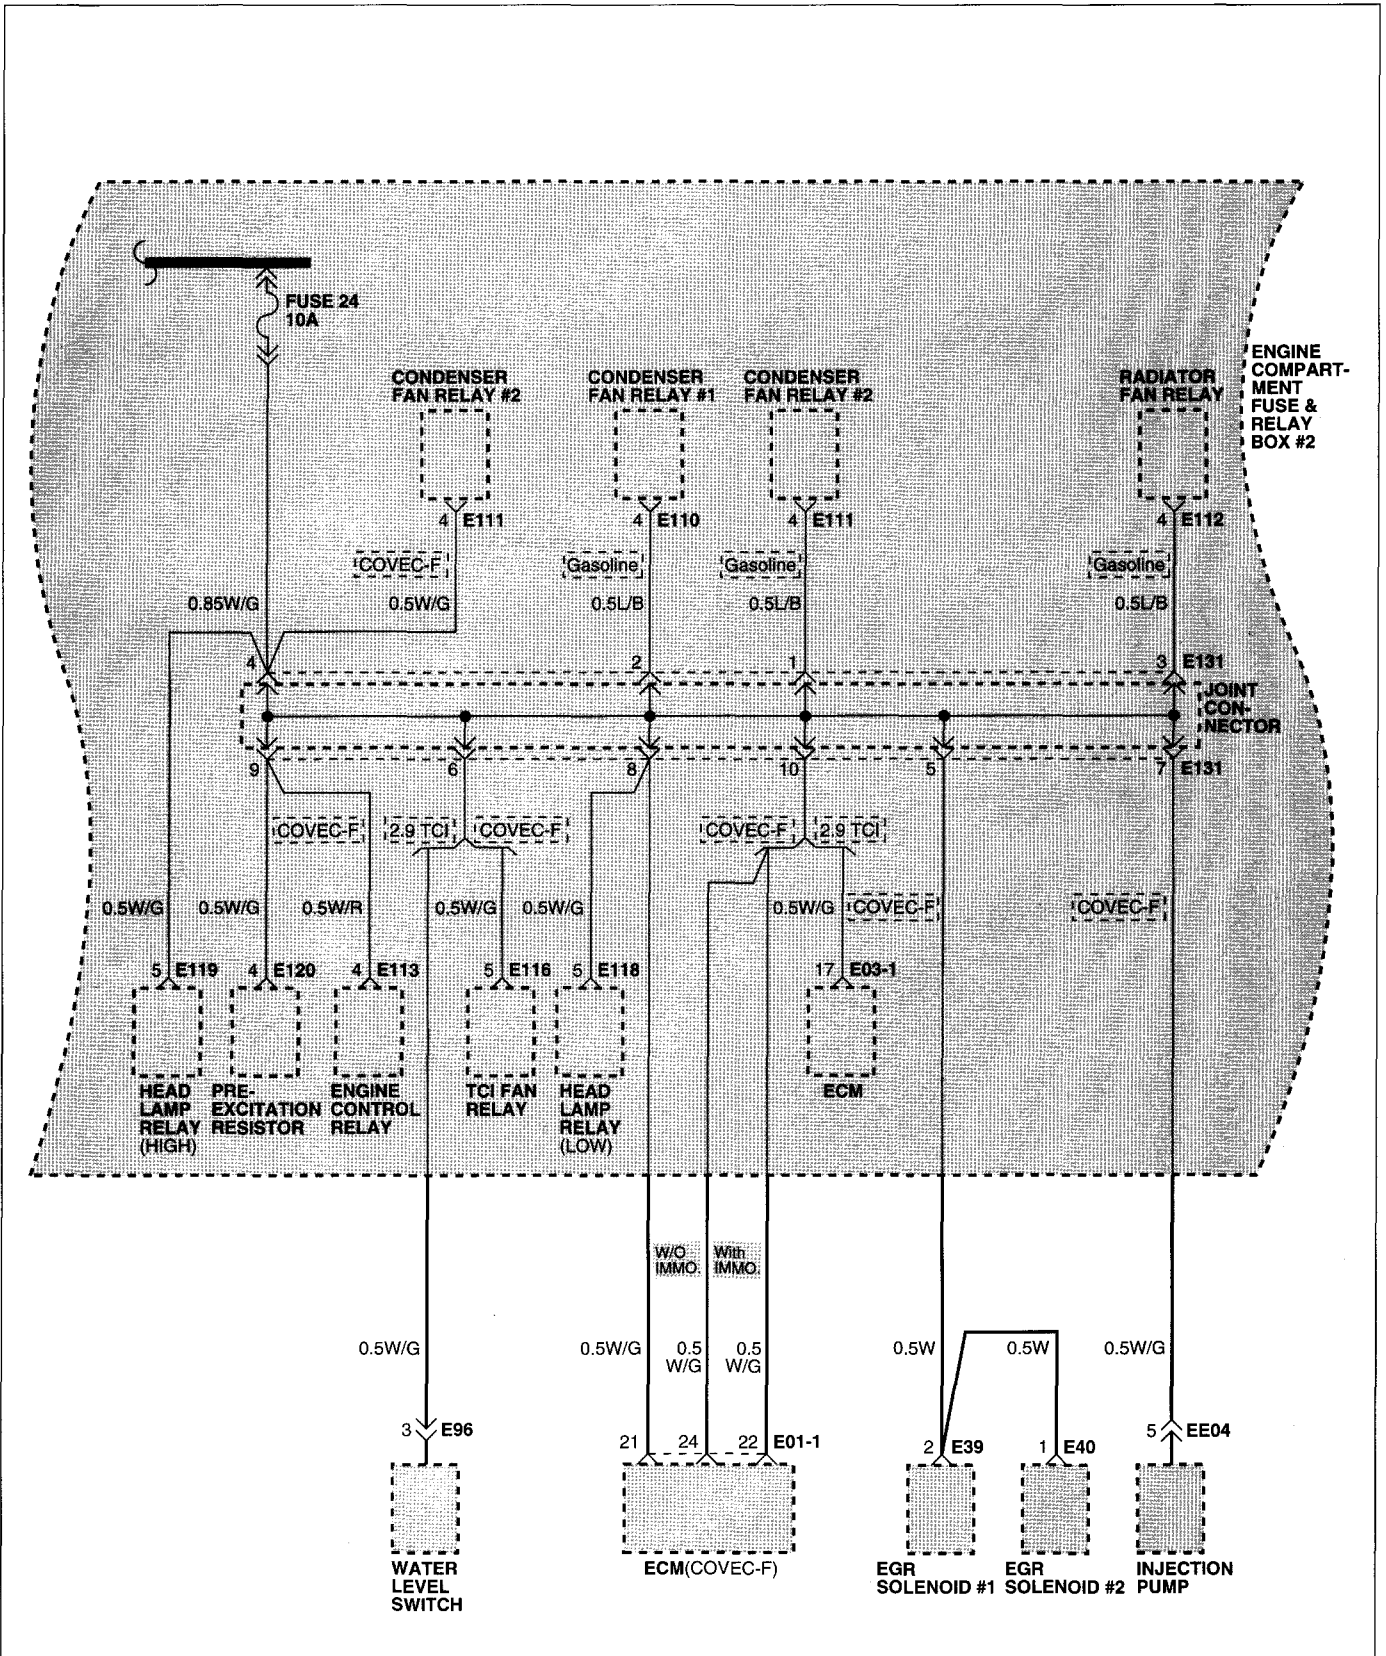 FUSE 24
10A
ENGINE
COMPART-
MENT
FUSE &
RELAY
BOX #2
CONDENSER
FAN RELAY #2
CONDENSER
FAN RELAY #1
CONDENSER
FAN RELAY #2
RADIATOR
FAN RELAY
4 E111
4 E110
4 E111
4 E112
COVEC-F
Gasoline
Gasoline
Gasoline
0.85W/G
0.5W/G
0.5L/B
0.5L/B
0.5L/B
4
2
1
3 E131
JOINT
CON-
NECTOR
9
6
8
10
5
7 E131
COVEC-F
2.9 TCI
COVEC-F
COVEC-F
2.9 TCI
0.5W/G
0.5W/G
0.5W/R
0.5W/G
0.5W/G
0.5W/G
COVEC-F
COVEC-F
5 E119
4 E120
4 E113
5 E116
5 E118
17 E03-1
HEAD
LAMP
RELAY
(HIGH)
PRE-
EXCITATION
RESISTOR
ENGINE
CONTROL
RELAY
TCI FAN
RELAY
HEAD
LAMP
RELAY
(LOW)
ECM
W/O
IMMO.
With
IMMO.
0.5W/G
0.5W/G
0.5
W/G
0.5
W/G
0.5W
0.5W
0.5W/G
3 E96
21
24
22 E01-1
2 E39
1 E40
5 EE04
WATER
LEVEL
SWITCH
ECM(COVEC-F)
EGR
SOLENOID #1
EGR
SOLENOID #2
INJECTION
PUMP